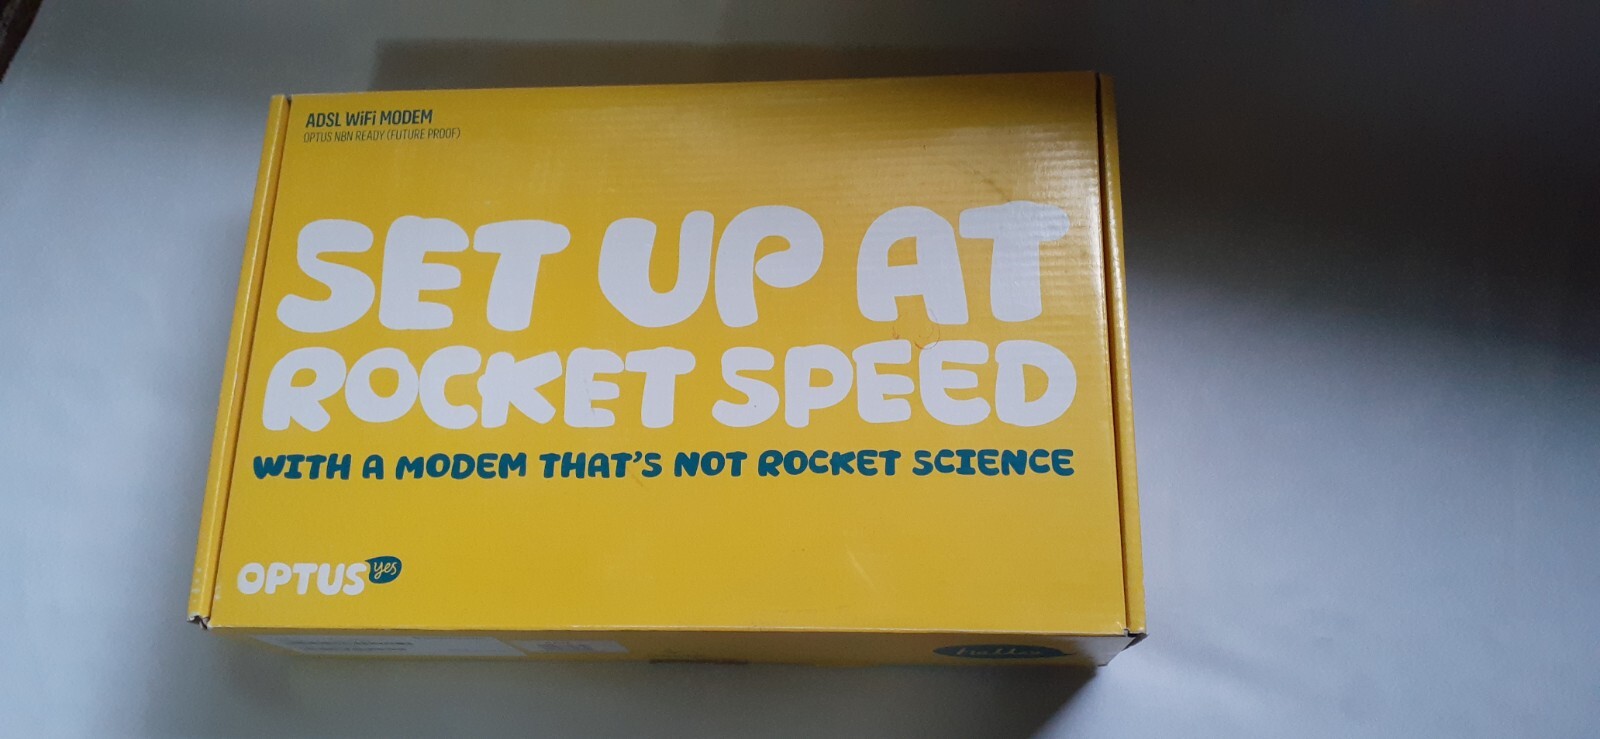 ADSL WiFi MODEM
OPTUS NBN READY (FUTURE PROOF)
SET UP AT
ROCKET SPEED
WITH A MODEM THAT'S NOT ROCKET SCIENCE
OPTUS yes
hello